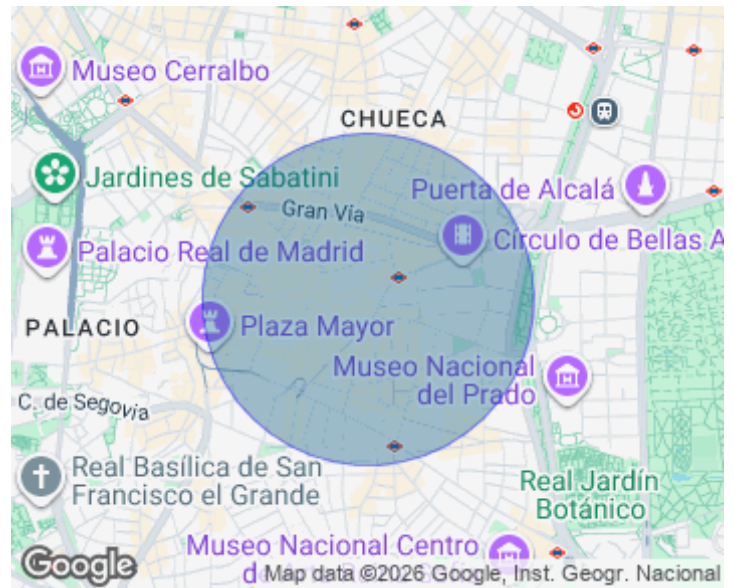 Museo Cerralbo
CHUECA
Jardines de Sabatini
Puerta de Alcalá
Gran Vía
Círculo de Bellas A
Palacio Real de Madrid
PALACIO
Plaza Mayor
Museo Nacional
del Prado
C. de Segovia
Real Basílica de San
Francisco el Grande
Real Jardín
Botánico
Museo Nacional Centro
Google
Map data ©2026 Google, Inst. Geogr. Nacional